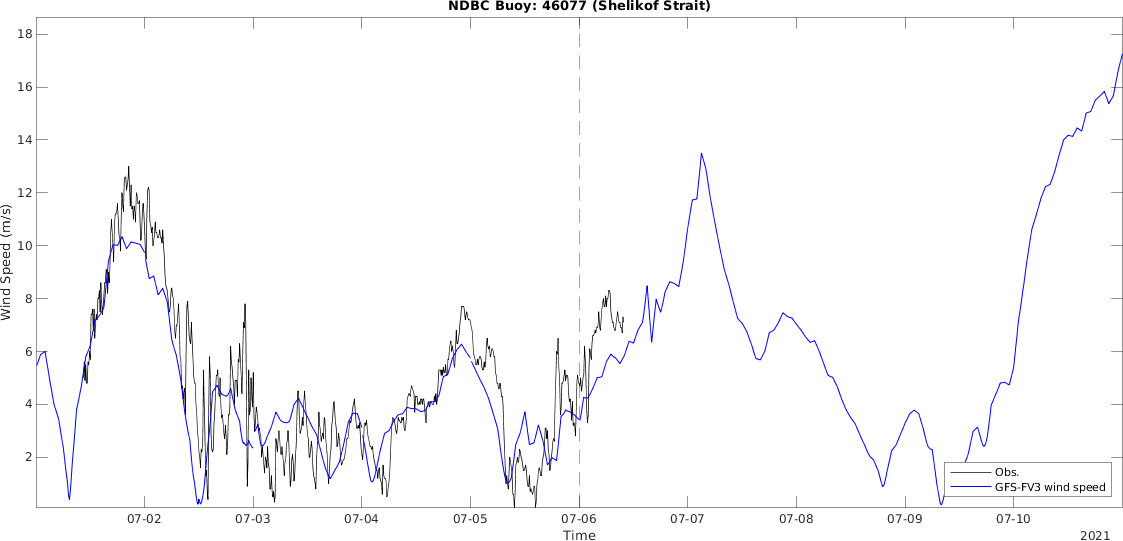 NDBC Buoy: 46077 (Shelikof Strait)
18
16
14
12
10
8
6
4
2
Wind Speed (m/s)
Obs.
GFS-FV3 wind speed
07-02 07-03 07-04 07-05 07-06 07-07 07-08 07-09 07-10
Time
2021